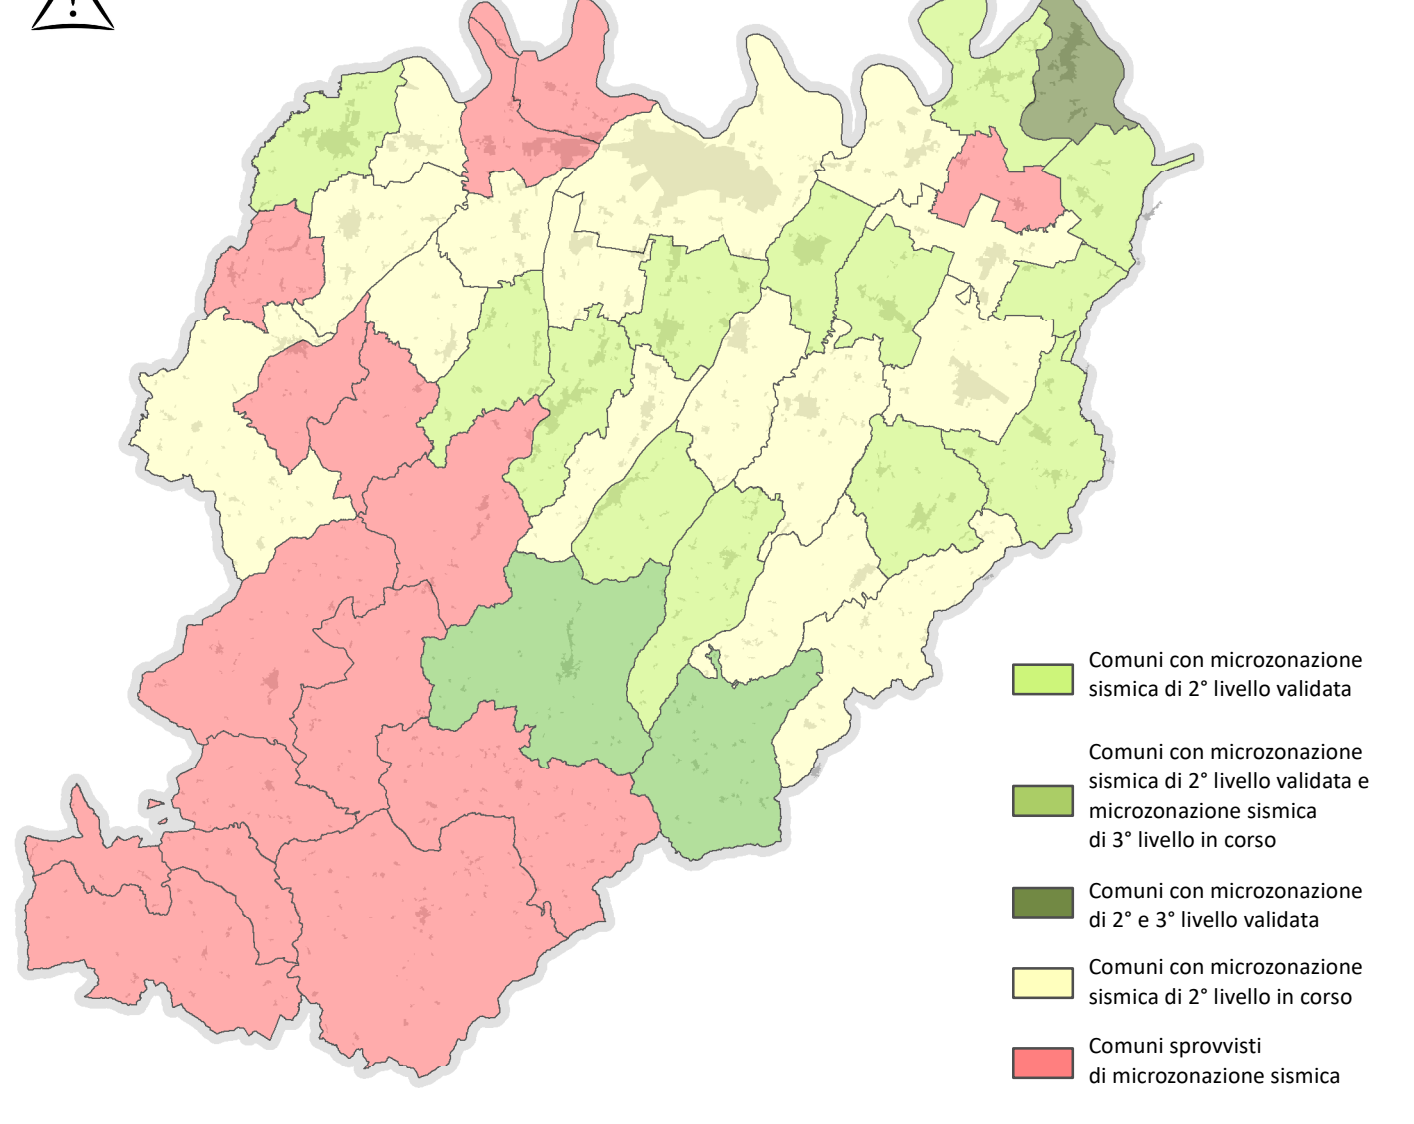 !
Comuni con microzonazione
sismica di 2° livello validata
Comuni con microzonazione
sismica di 2° livello validata e
microzonazione sismica
di 3° livello in corso
Comuni con microzonazione
di 2° e 3° livello validata
Comuni con microzonazione
sismica di 2° livello in corso
Comuni sprovvisti
di microzonazione sismica